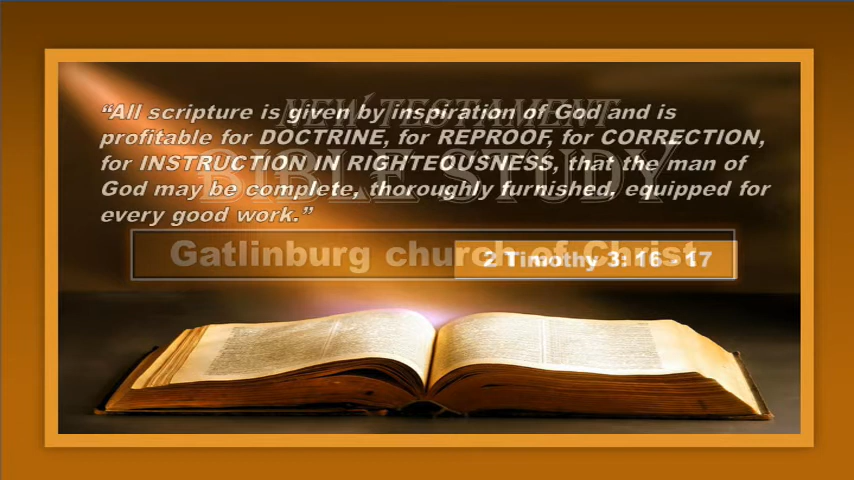 “All scripture is given by inspiration of God and is
profitable for DOCTRINE, for REPROOF, for CORRECTION,
for INSTRUCTION IN RIGHTEOUSNESS, that the man of
God may be complete, thoroughly furnished, equipped for
every good work.”
NEW TESTAMENT
BIBLE STUDY
Gatlinburg church of Christ
2 Timothy 3: 16 - 17